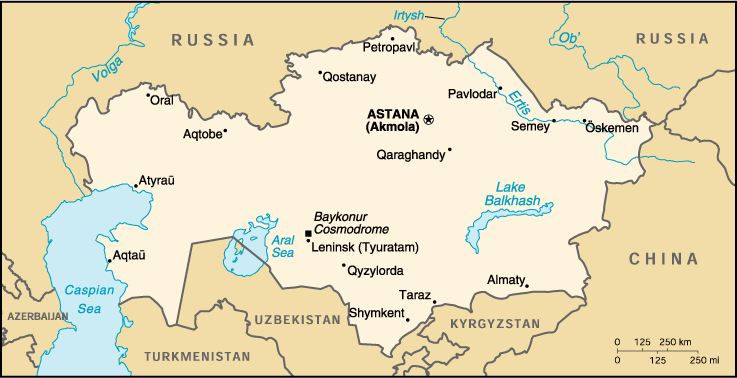 Irtysh
RUSSIA
Petropavl
Ob'
RUSSIA
Volga
Qostanay
Oral
Pavlodar
Ertis
ASTANA
(Akmola)
Aqtobe
Semey
Öskemen
Qaraghandy
Atyraū
Lake
Balkhash
Baykonur
Cosmodrome
Aral
Sea
Leninsk (Tyuratam)
Aqtaū
Qyzylorda
CHINA
Almaty
Caspian
Sea
Taraz
Shymkent
AZERBAIJAN
UZBEKISTAN
KYRGYZSTAN
TURKMENISTAN
0 125 250 km
0 125 250 mi